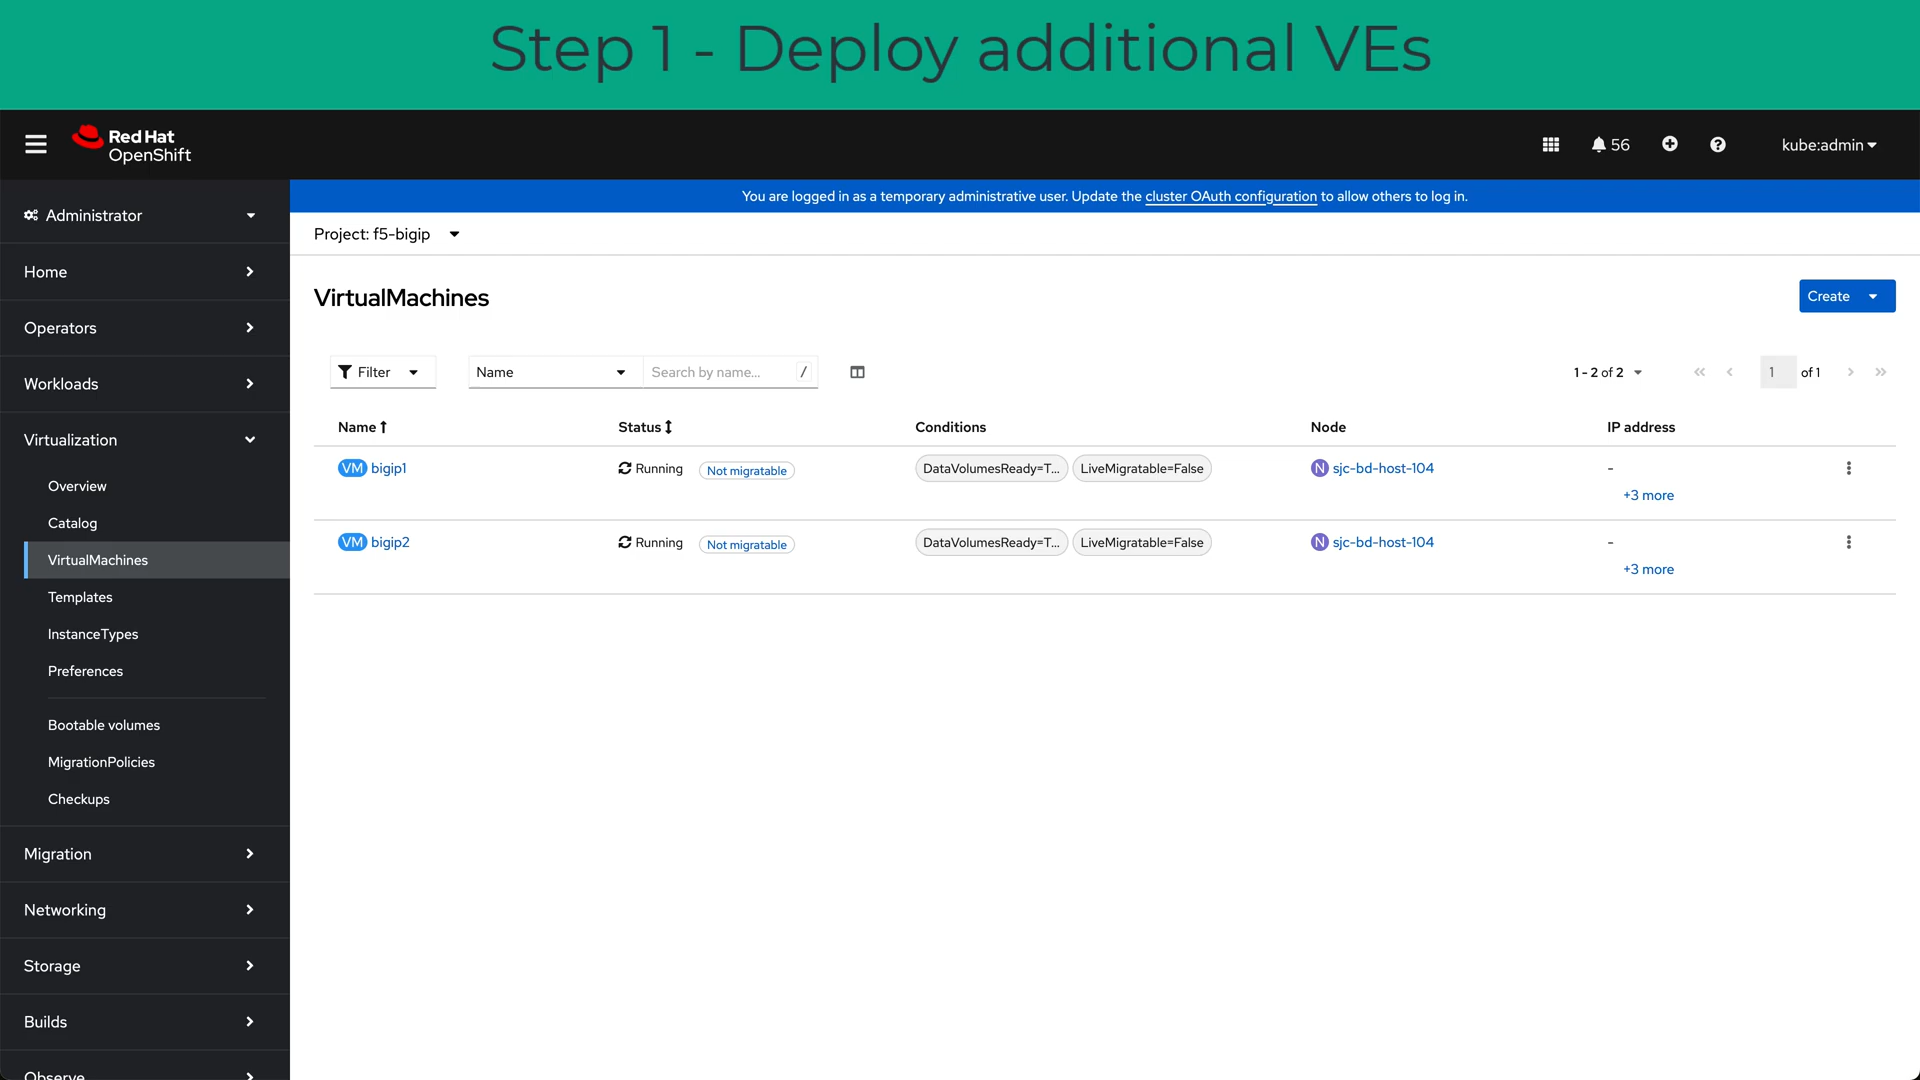 Step 1 - Deploy additional VEs
Red Hat
OpenShift
56
kube:admin
You are logged in as a temporary administrative user. Update the cluster OAuth configuration to allow others to log in.
Administrator
Home
Operators
Workloads
Virtualization
Overview
Catalog
VirtualMachines
Templates
InstanceTypes
Preferences
Bootable volumes
MigrationPolicies
Checkups
Migration
Networking
Storage
Builds
Observe
Project: f5-bigip
VirtualMachines
Create
Filter
Name
Search by name...
/
1 - 2 of 2
1
of 1
Name
Status
Conditions
Node
IP address
VM bigip1
Running
Not migratable
DataVolumesReady=T...
LiveMigratable=False
N sjc-bd-host-104
-
+3 more
VM bigip2
Running
Not migratable
DataVolumesReady=T...
LiveMigratable=False
N sjc-bd-host-104
-
+3 more